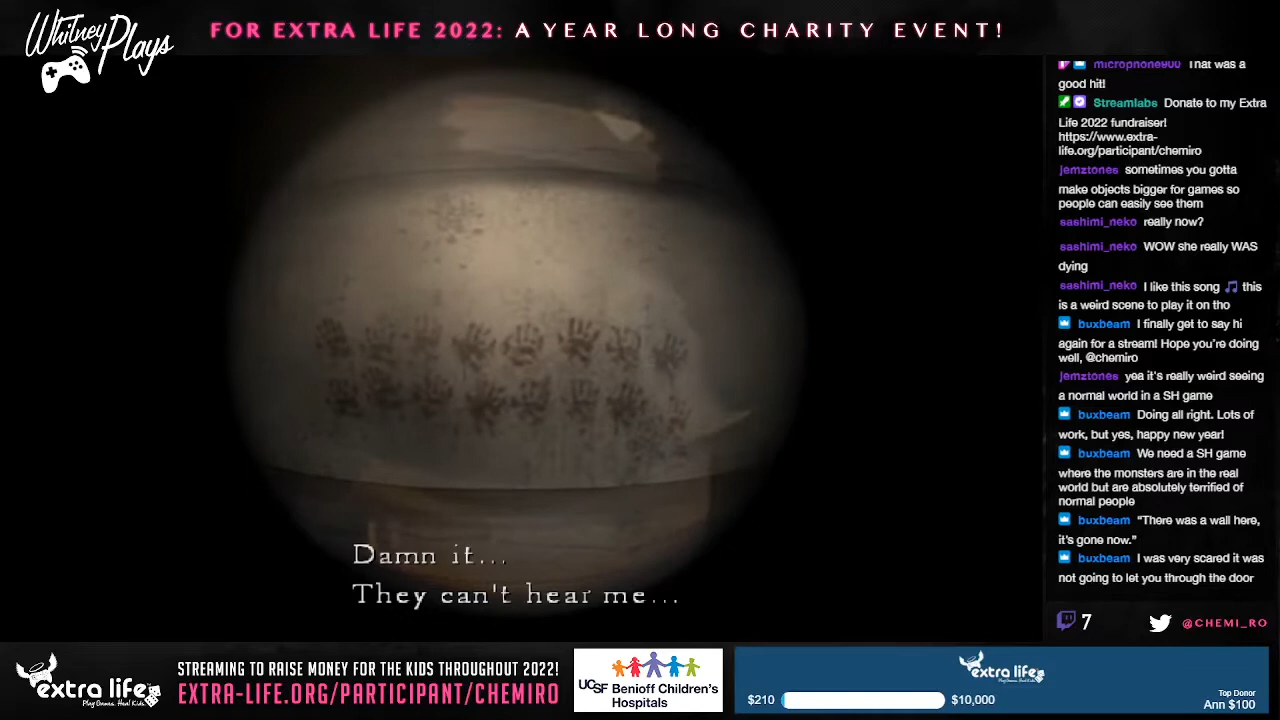 Whitney Plays
FOR EXTRA LIFE 2022: A YEAR LONG CHARITY EVENT!
microphone900 That was a
good hit!
Streamlabs Donate to my Extra
Life 2022 fundraiser!
https://www.extra-
life.org/participant/chemiro
jemztones sometimes you gotta
make objects bigger for games so
people can easily see them
sashimi_neko really now?
sashimi_neko WOW she really WAS
dying
sashimi_neko I like this song 🎵 this
is a weird scene to play it on tho
buxbeam I finally get to say hi
again for a stream! Hope you're doing
well, @chemiro
jemztones yea it's really weird seeing
a normal world in a SH game
buxbeam Doing all right. Lots of
work, but yes, happy new year!
buxbeam We need a SH game
where the monsters are in the real
world but are absolutely terrified of
normal people
buxbeam “There was a wall here,
it's gone now.”
buxbeam I was very scared it was
not going to let you through the door
Damn it...
They can't hear me...
7
@CHEMI_RO
extra life
Play Games. Heal Kids.
STREAMING TO RAISE MONEY FOR THE KIDS THROUGHOUT 2022!
EXTRA-LIFE.ORG/PARTICIPANT/CHEMIRO
UCSF Benioff Children's
Hospitals
extra life
$210
$10,000
Top Donor
Ann $100